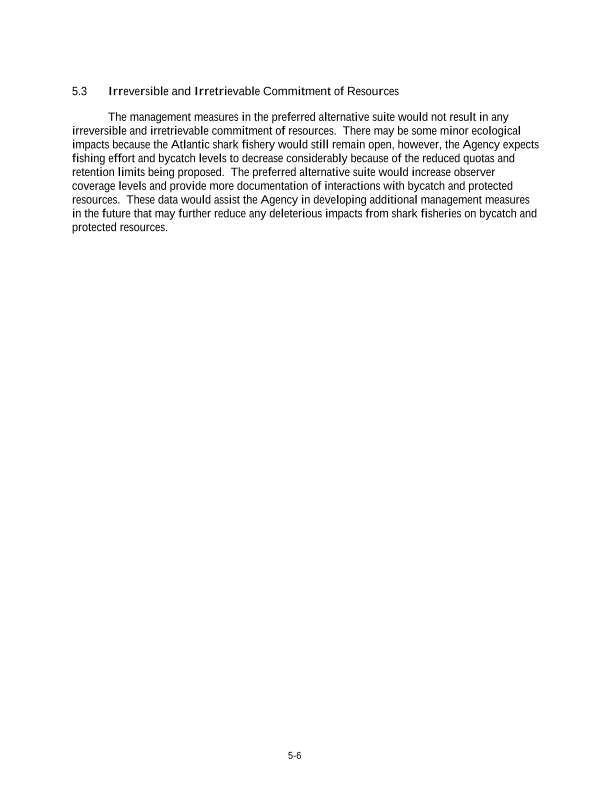 5.3 Irreversible and Irretrievable Commitment of Resources
The management measures in the preferred alternative suite would not result in any
irreversible and irretrievable commitment of resources. There may be some minor ecological
impacts because the Atlantic shark fishery would still remain open, however, the Agency expects
fishing effort and bycatch levels to decrease considerably because of the reduced quotas and
retention limits being proposed. The preferred alternative suite would increase observer
coverage levels and provide more documentation of interactions with bycatch and protected
resources. These data would assist the Agency in developing additional management measures
in the future that may further reduce any deleterious impacts from shark fisheries on bycatch and
protected resources.
5-6